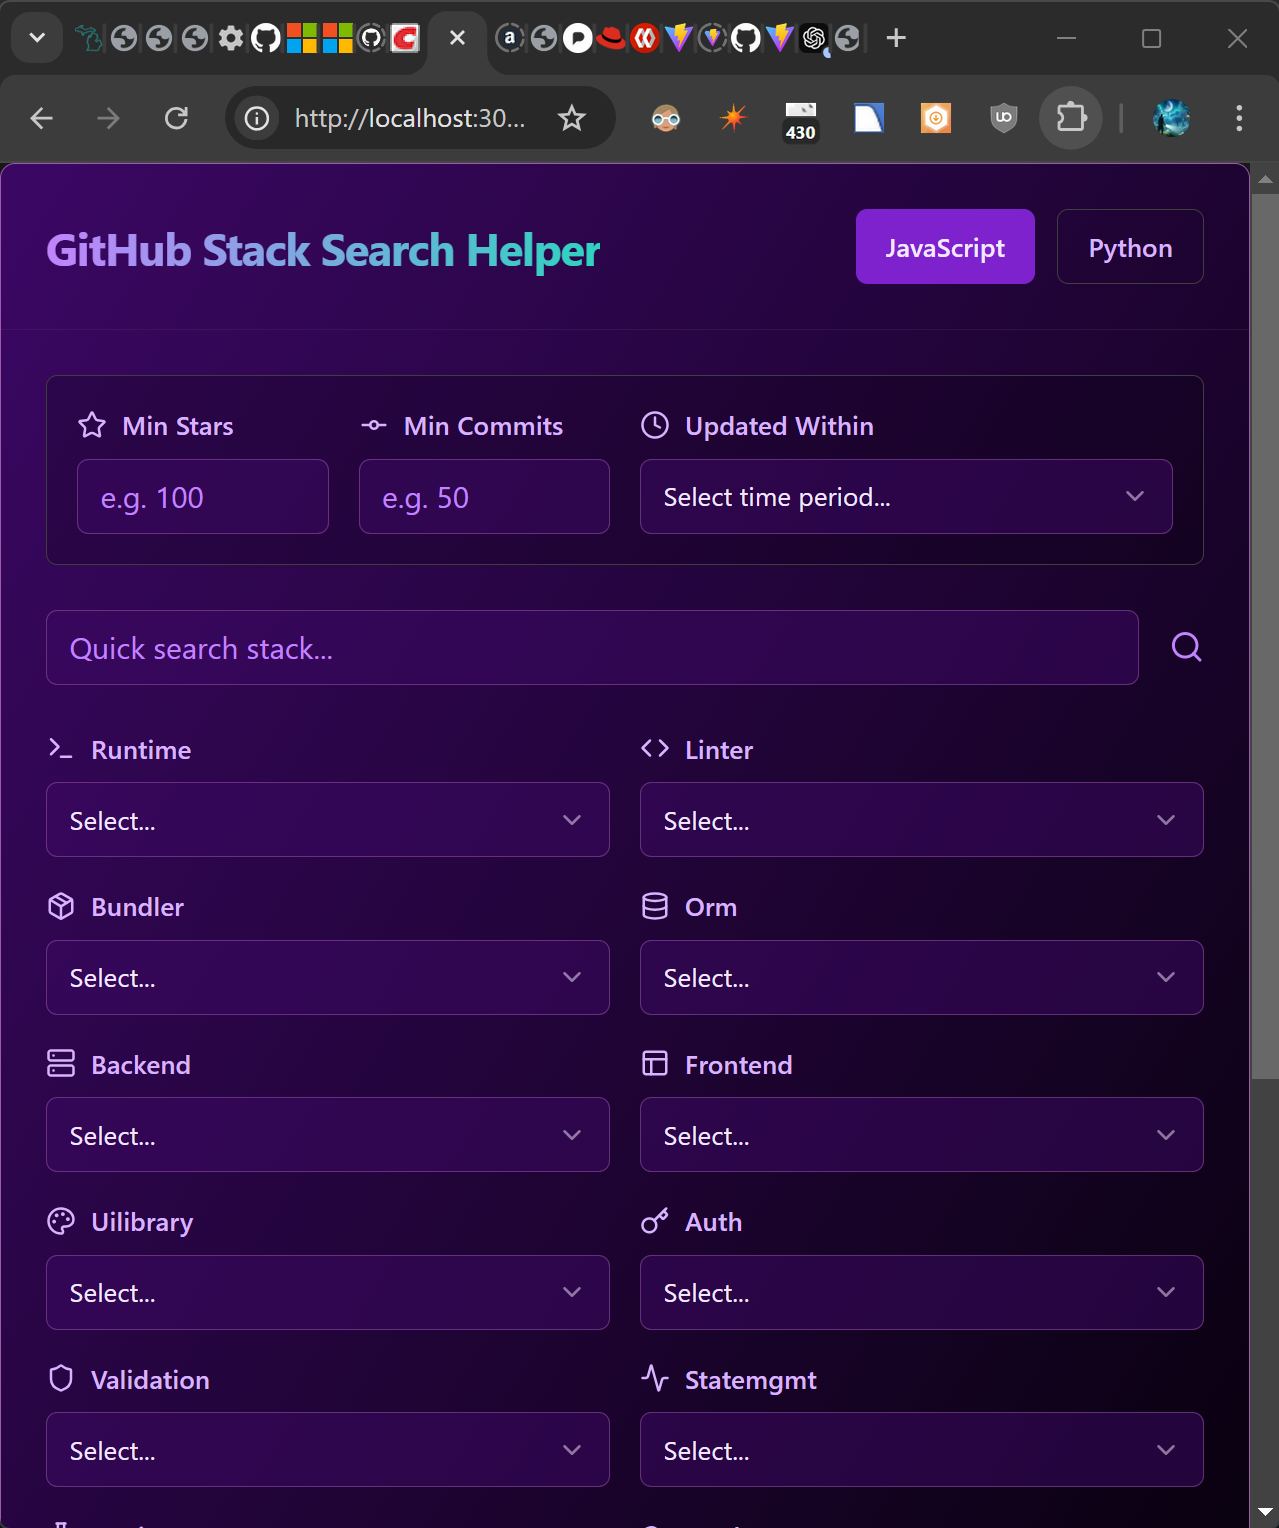 http://localhost:30...
430
GitHub Stack Search Helper
JavaScript
Python
Min Stars
Min Commits
Updated Within
e.g. 100
e.g. 50
Select time period...
Quick search stack...
Runtime
Linter
Select...
Select...
Bundler
Orm
Select...
Select...
Backend
Frontend
Select...
Select...
Uilibrary
Auth
Select...
Select...
Validation
Statemgmt
Select...
Select...